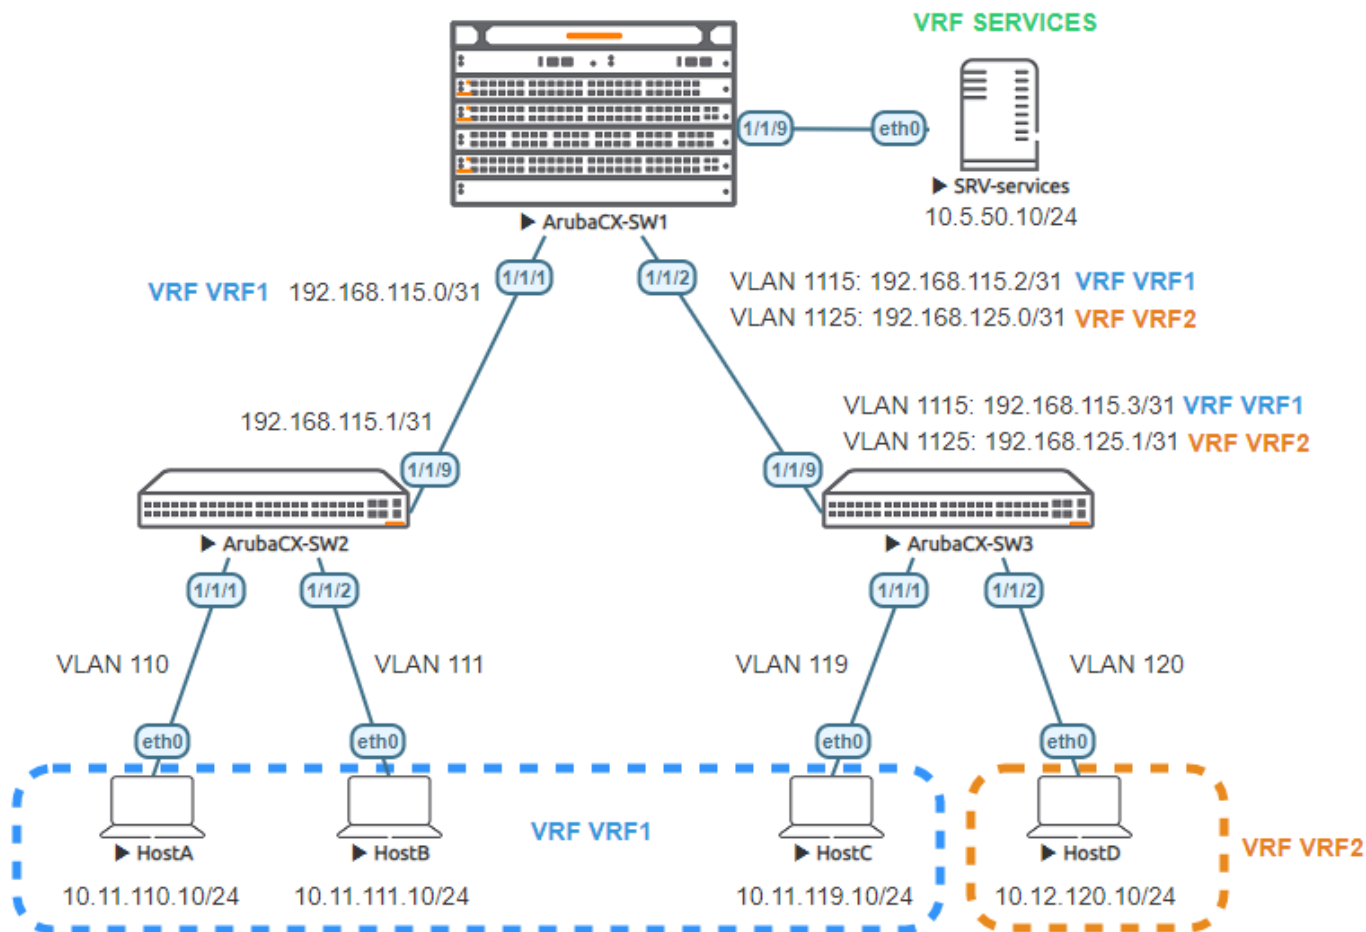 VRF SERVICES
1/1/9
eth0
SRV-services
10.5.50.10/24
ArubaCX-SW1
VRF VRF1 192.168.115.0/31
1/1/1
1/1/2
VLAN 1115: 192.168.115.2/31 VRF VRF1
VLAN 1125: 192.168.125.0/31 VRF VRF2
192.168.115.1/31
VLAN 1115: 192.168.115.3/31 VRF VRF1
VLAN 1125: 192.168.125.1/31 VRF VRF2
1/1/9
1/1/9
ArubaCX-SW2
ArubaCX-SW3
1/1/1
1/1/2
1/1/1
1/1/2
VLAN 110
VLAN 111
VLAN 119
VLAN 120
eth0
eth0
eth0
eth0
VRF VRF1
HostA
HostB
HostC
HostD
VRF VRF2
10.11.110.10/24
10.11.111.10/24
10.11.119.10/24
10.12.120.10/24